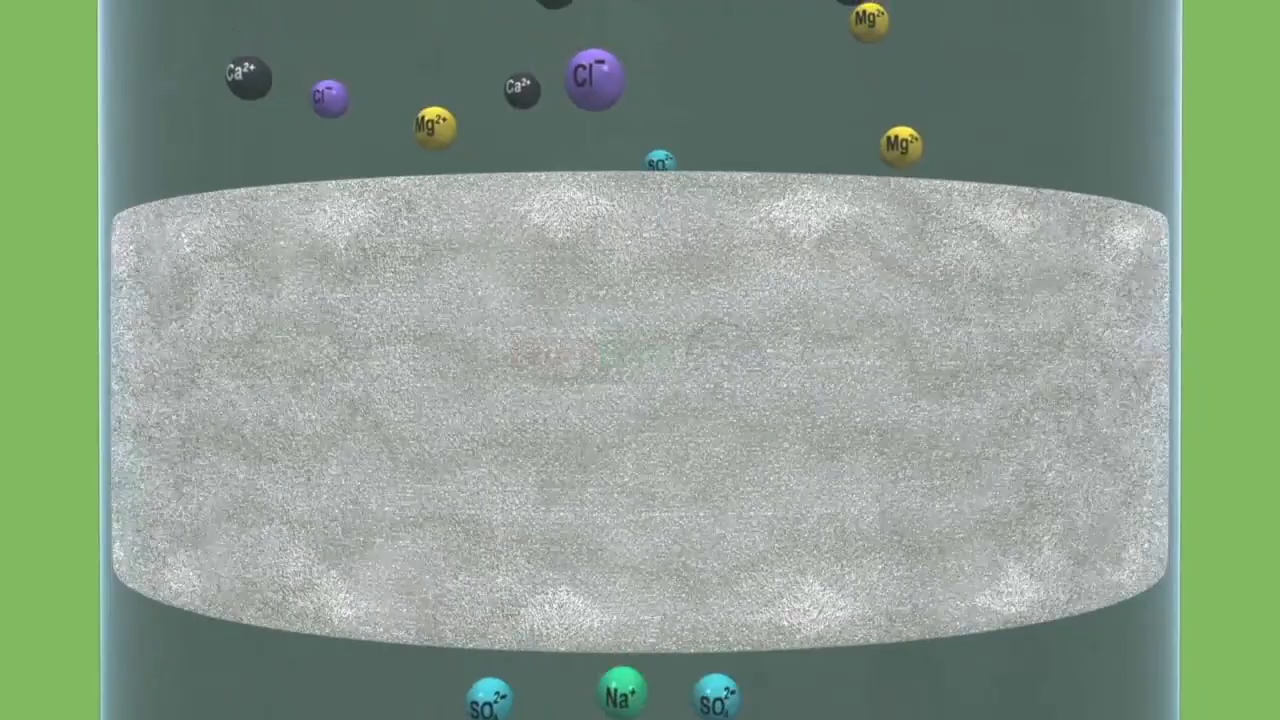 Mg²⁺
Ca²⁺
Cl⁻
Ca²⁺
Cl⁻
Mg²⁺
Mg²⁺
SO₄²⁻
SO₄²⁻
Na⁺
SO₄²⁻